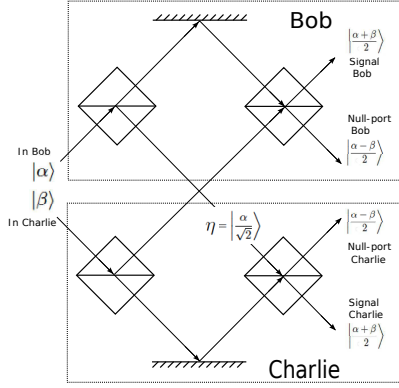 Bob
|α+β/2⟩
Signal
Bob
Null-port
Bob
|α−β/2⟩
In Bob
|α⟩
|β⟩
In Charlie
η=|α/√2⟩
|α−β/2⟩
Null-port
Charlie
Signal
Charlie
|α+β/2⟩
Charlie